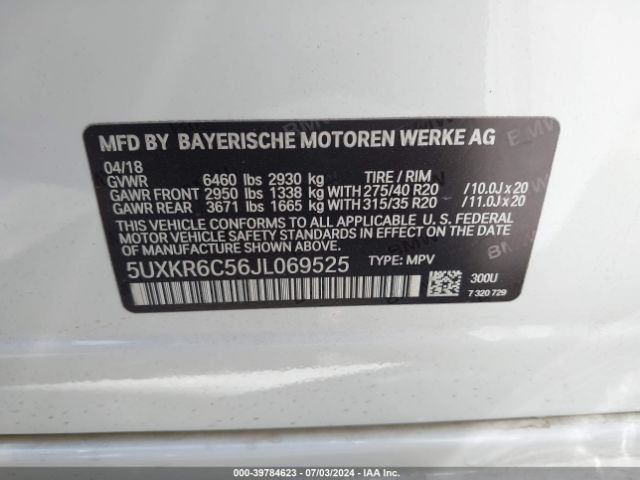 MFD BY BAYERISCHE MOTOREN WERKE AG
04/18
GVWR 6460 lbs 2930 kg TIRE / RIM
GAWR FRONT 2950 lbs 1338 kg WITH 275/40 R20 /10.0J x 20
GAWR REAR 3671 lbs 1665 kg WITH 315/35 R20 /11.0J x 20
THIS VEHICLE CONFORMS TO ALL APPLICABLE U. S. FEDERAL
MOTOR VEHICLE SAFETY STANDARDS IN EFFECT ON THE DATE
OF MANUFACTURE SHOWN ABOVE.
5UXKR6C56JL069525 TYPE: MPV
300U
7 320 729
000-39784623 - 07/03/2024 - IAA Inc.